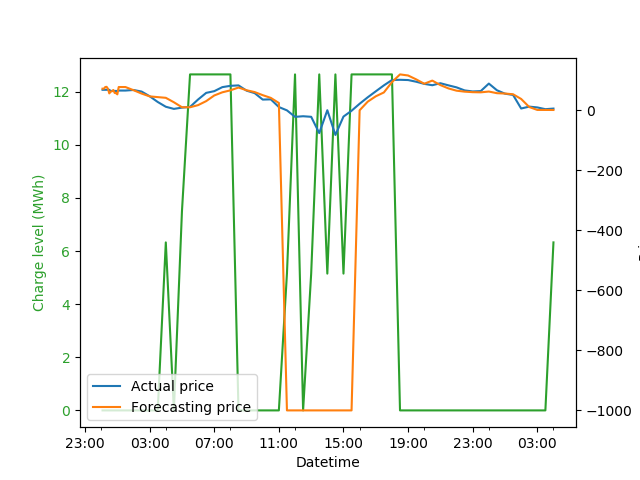 12
10
8
6
4
2
0
Charge level (MWh)
0
−200
−400
−600
−800
−1000
Actual price
Forecasting price
23:00 03:00 07:00 11:00 15:00 19:00 23:00 03:00
Datetime